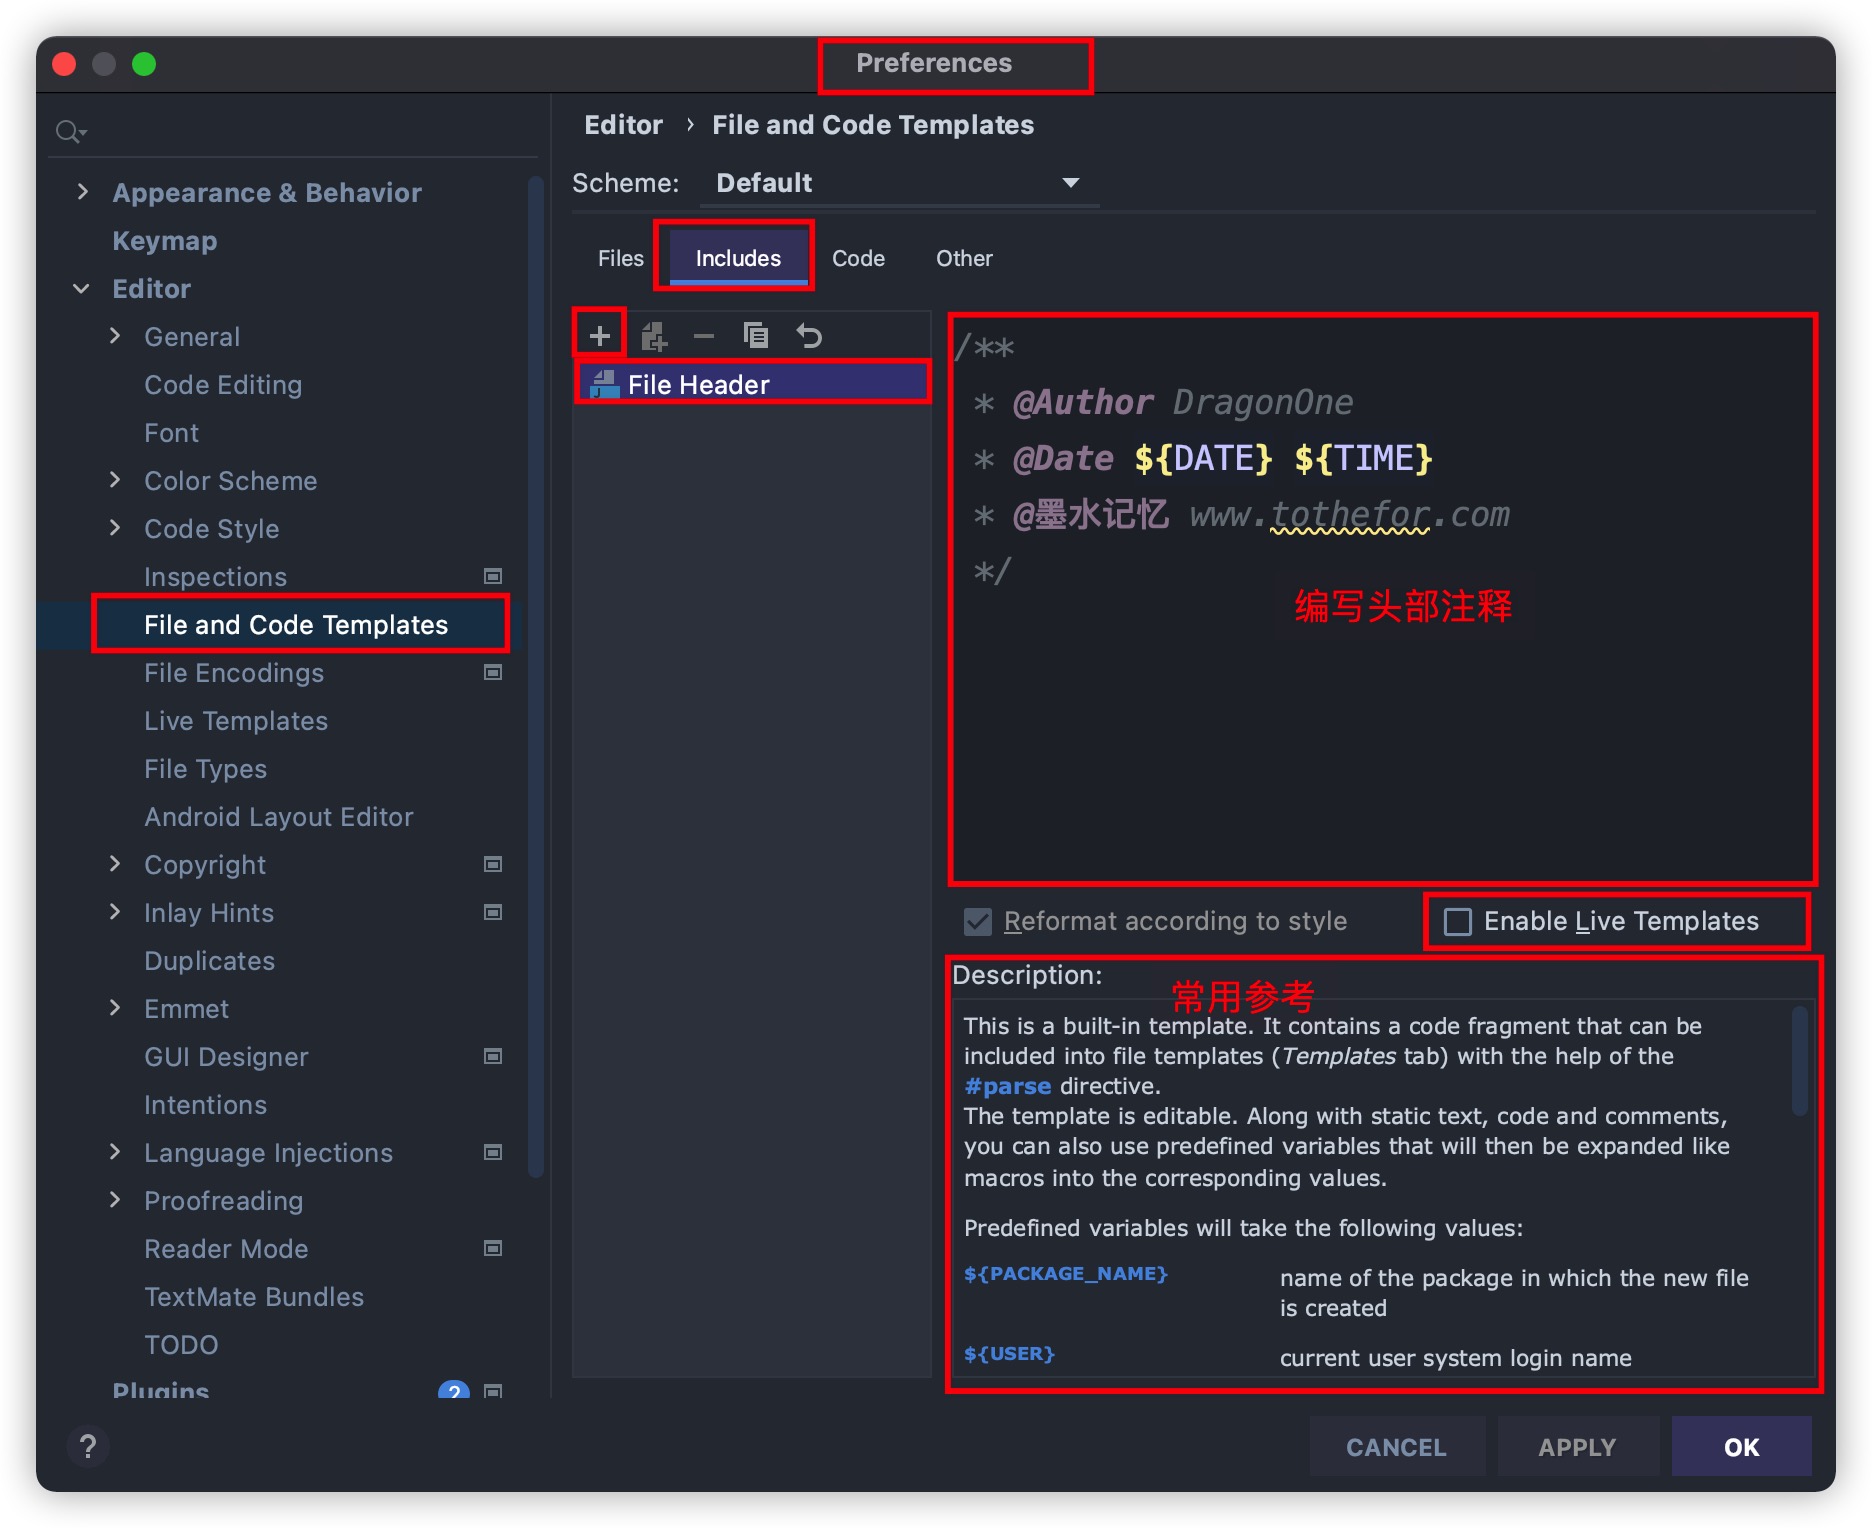 Preferences
Appearance & Behavior
Keymap
Editor
General
Code Editing
Font
Color Scheme
Code Style
Inspections
File and Code Templates
File Encodings
Live Templates
File Types
Android Layout Editor
Copyright
Inlay Hints
Duplicates
Emmet
GUI Designer
Intentions
Language Injections
Proofreading
Reader Mode
TextMate Bundles
TODO
Plugins 2
Editor › File and Code Templates
Scheme: Default
Files Includes Code Other
File Header
/**
* @Author DragonOne
* @Date ${DATE} ${TIME}
* @墨水记忆 www.tothefor.com
*/
编写头部注释
Reformat according to style Enable Live Templates
Description:
常用参考
This is a built-in template. It contains a code fragment that can be
included into file templates (Templates tab) with the help of the
#parse directive.
The template is editable. Along with static text, code and comments,
you can also use predefined variables that will then be expanded like
macros into the corresponding values.
Predefined variables will take the following values:
${PACKAGE_NAME} name of the package in which the new file
is created
${USER} current user system login name
? CANCEL APPLY OK